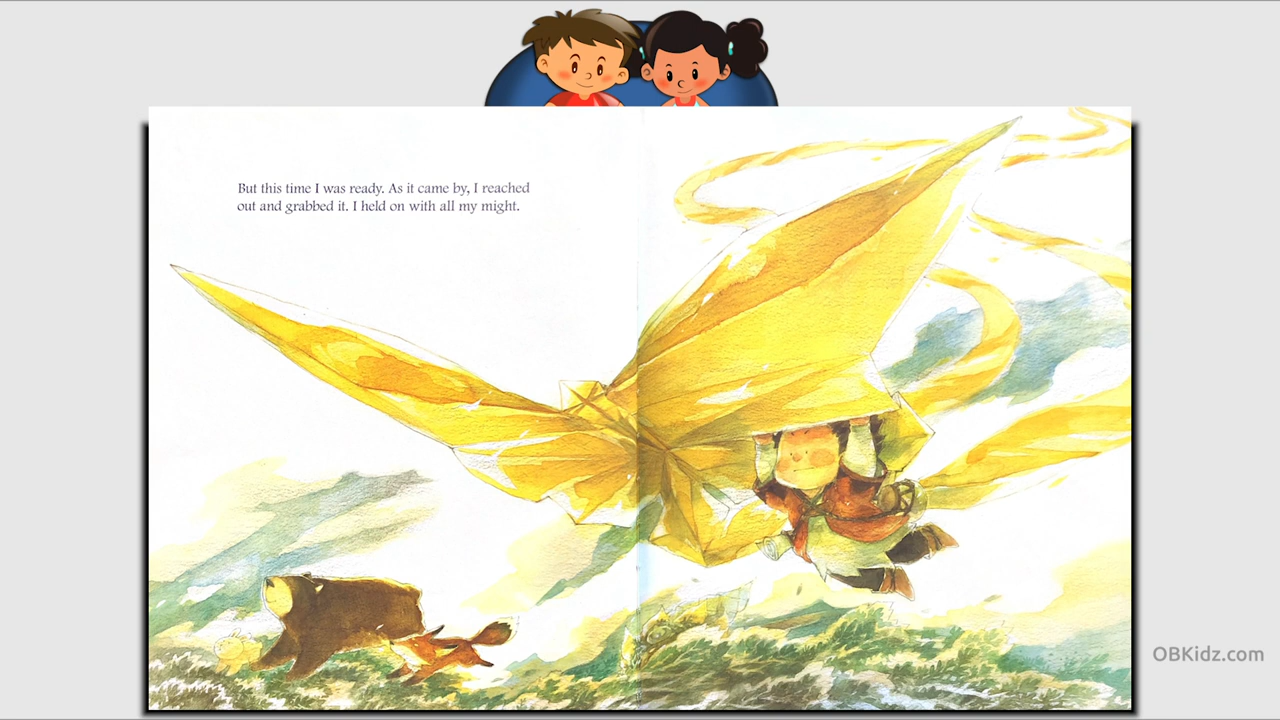 But this time I was ready. As it came by, I reached
out and grabbed it. I held on with all my might.
OBKidz.com